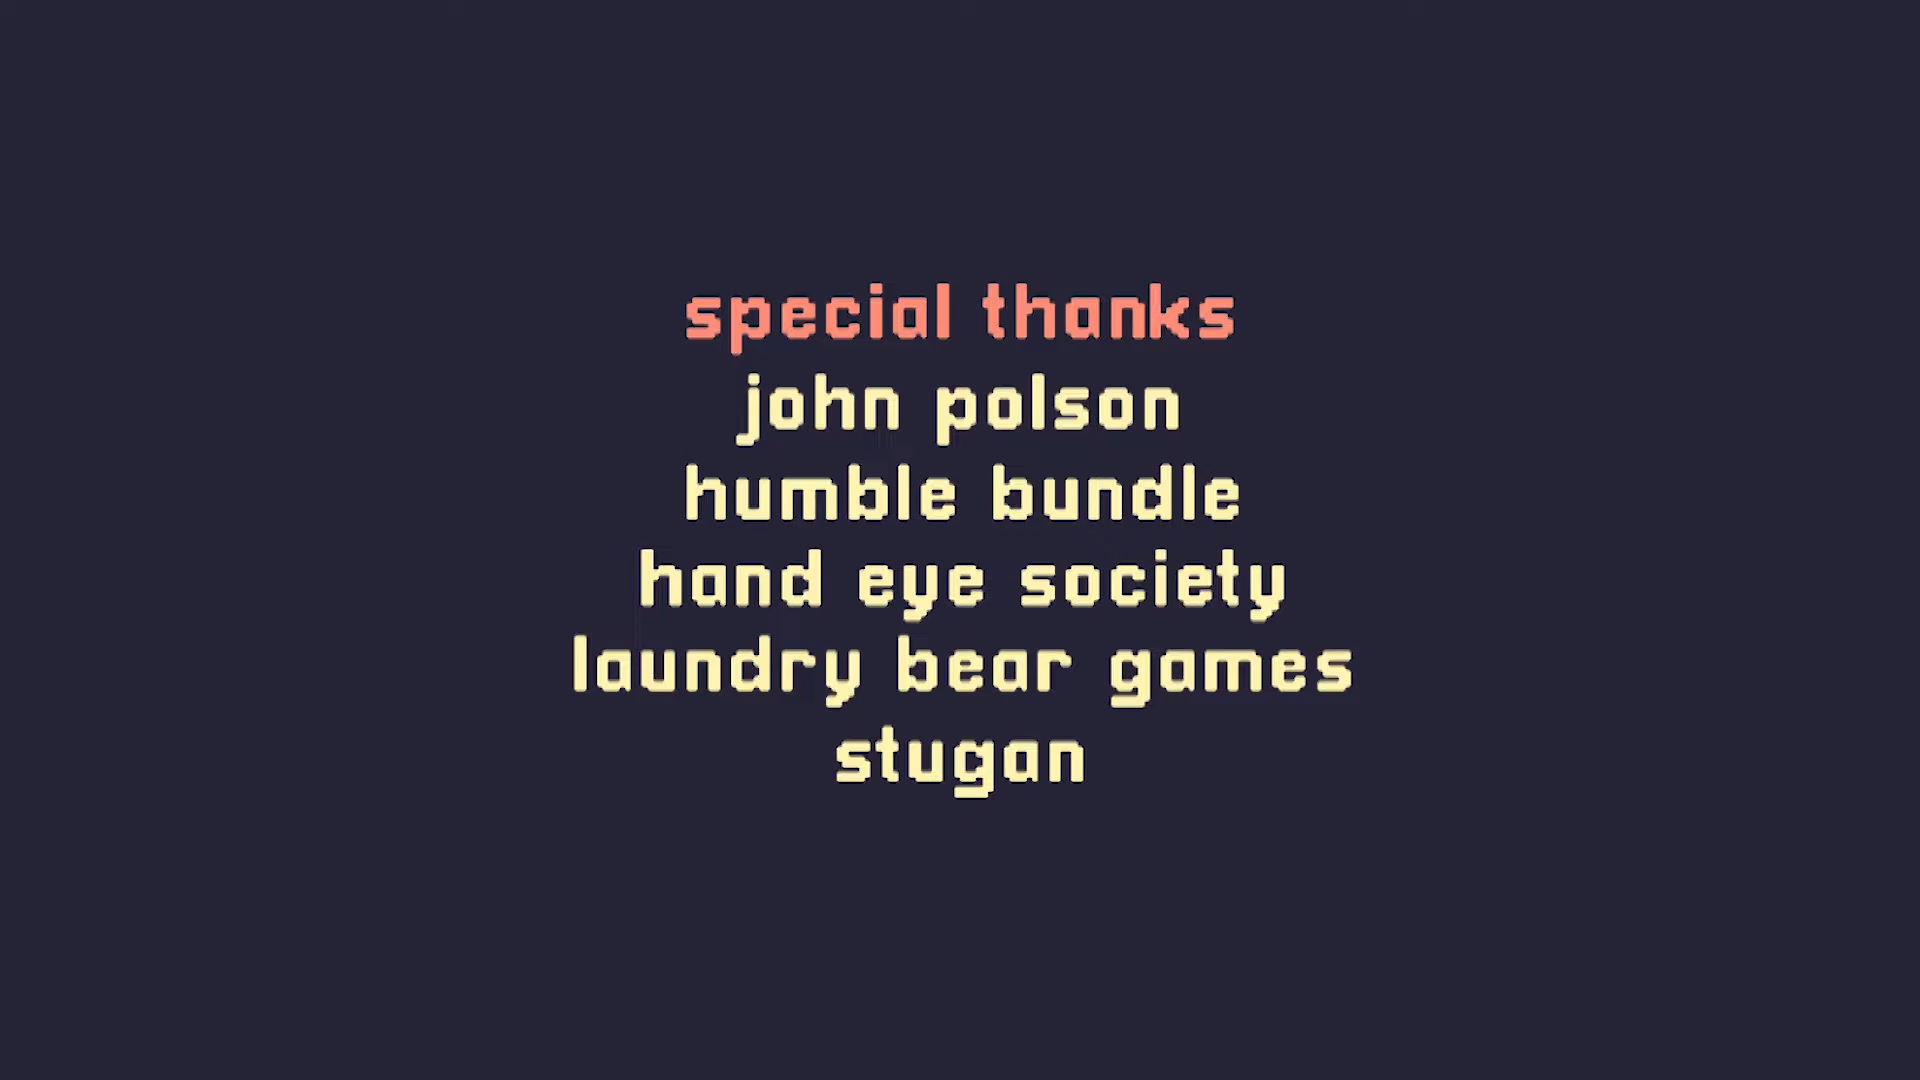 special thanks
john polson
humble bundle
hand eye society
laundry bear games
stugan